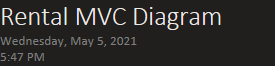 Rental MVC Diagram
Wednesday, May 5, 2021
5:47 PM